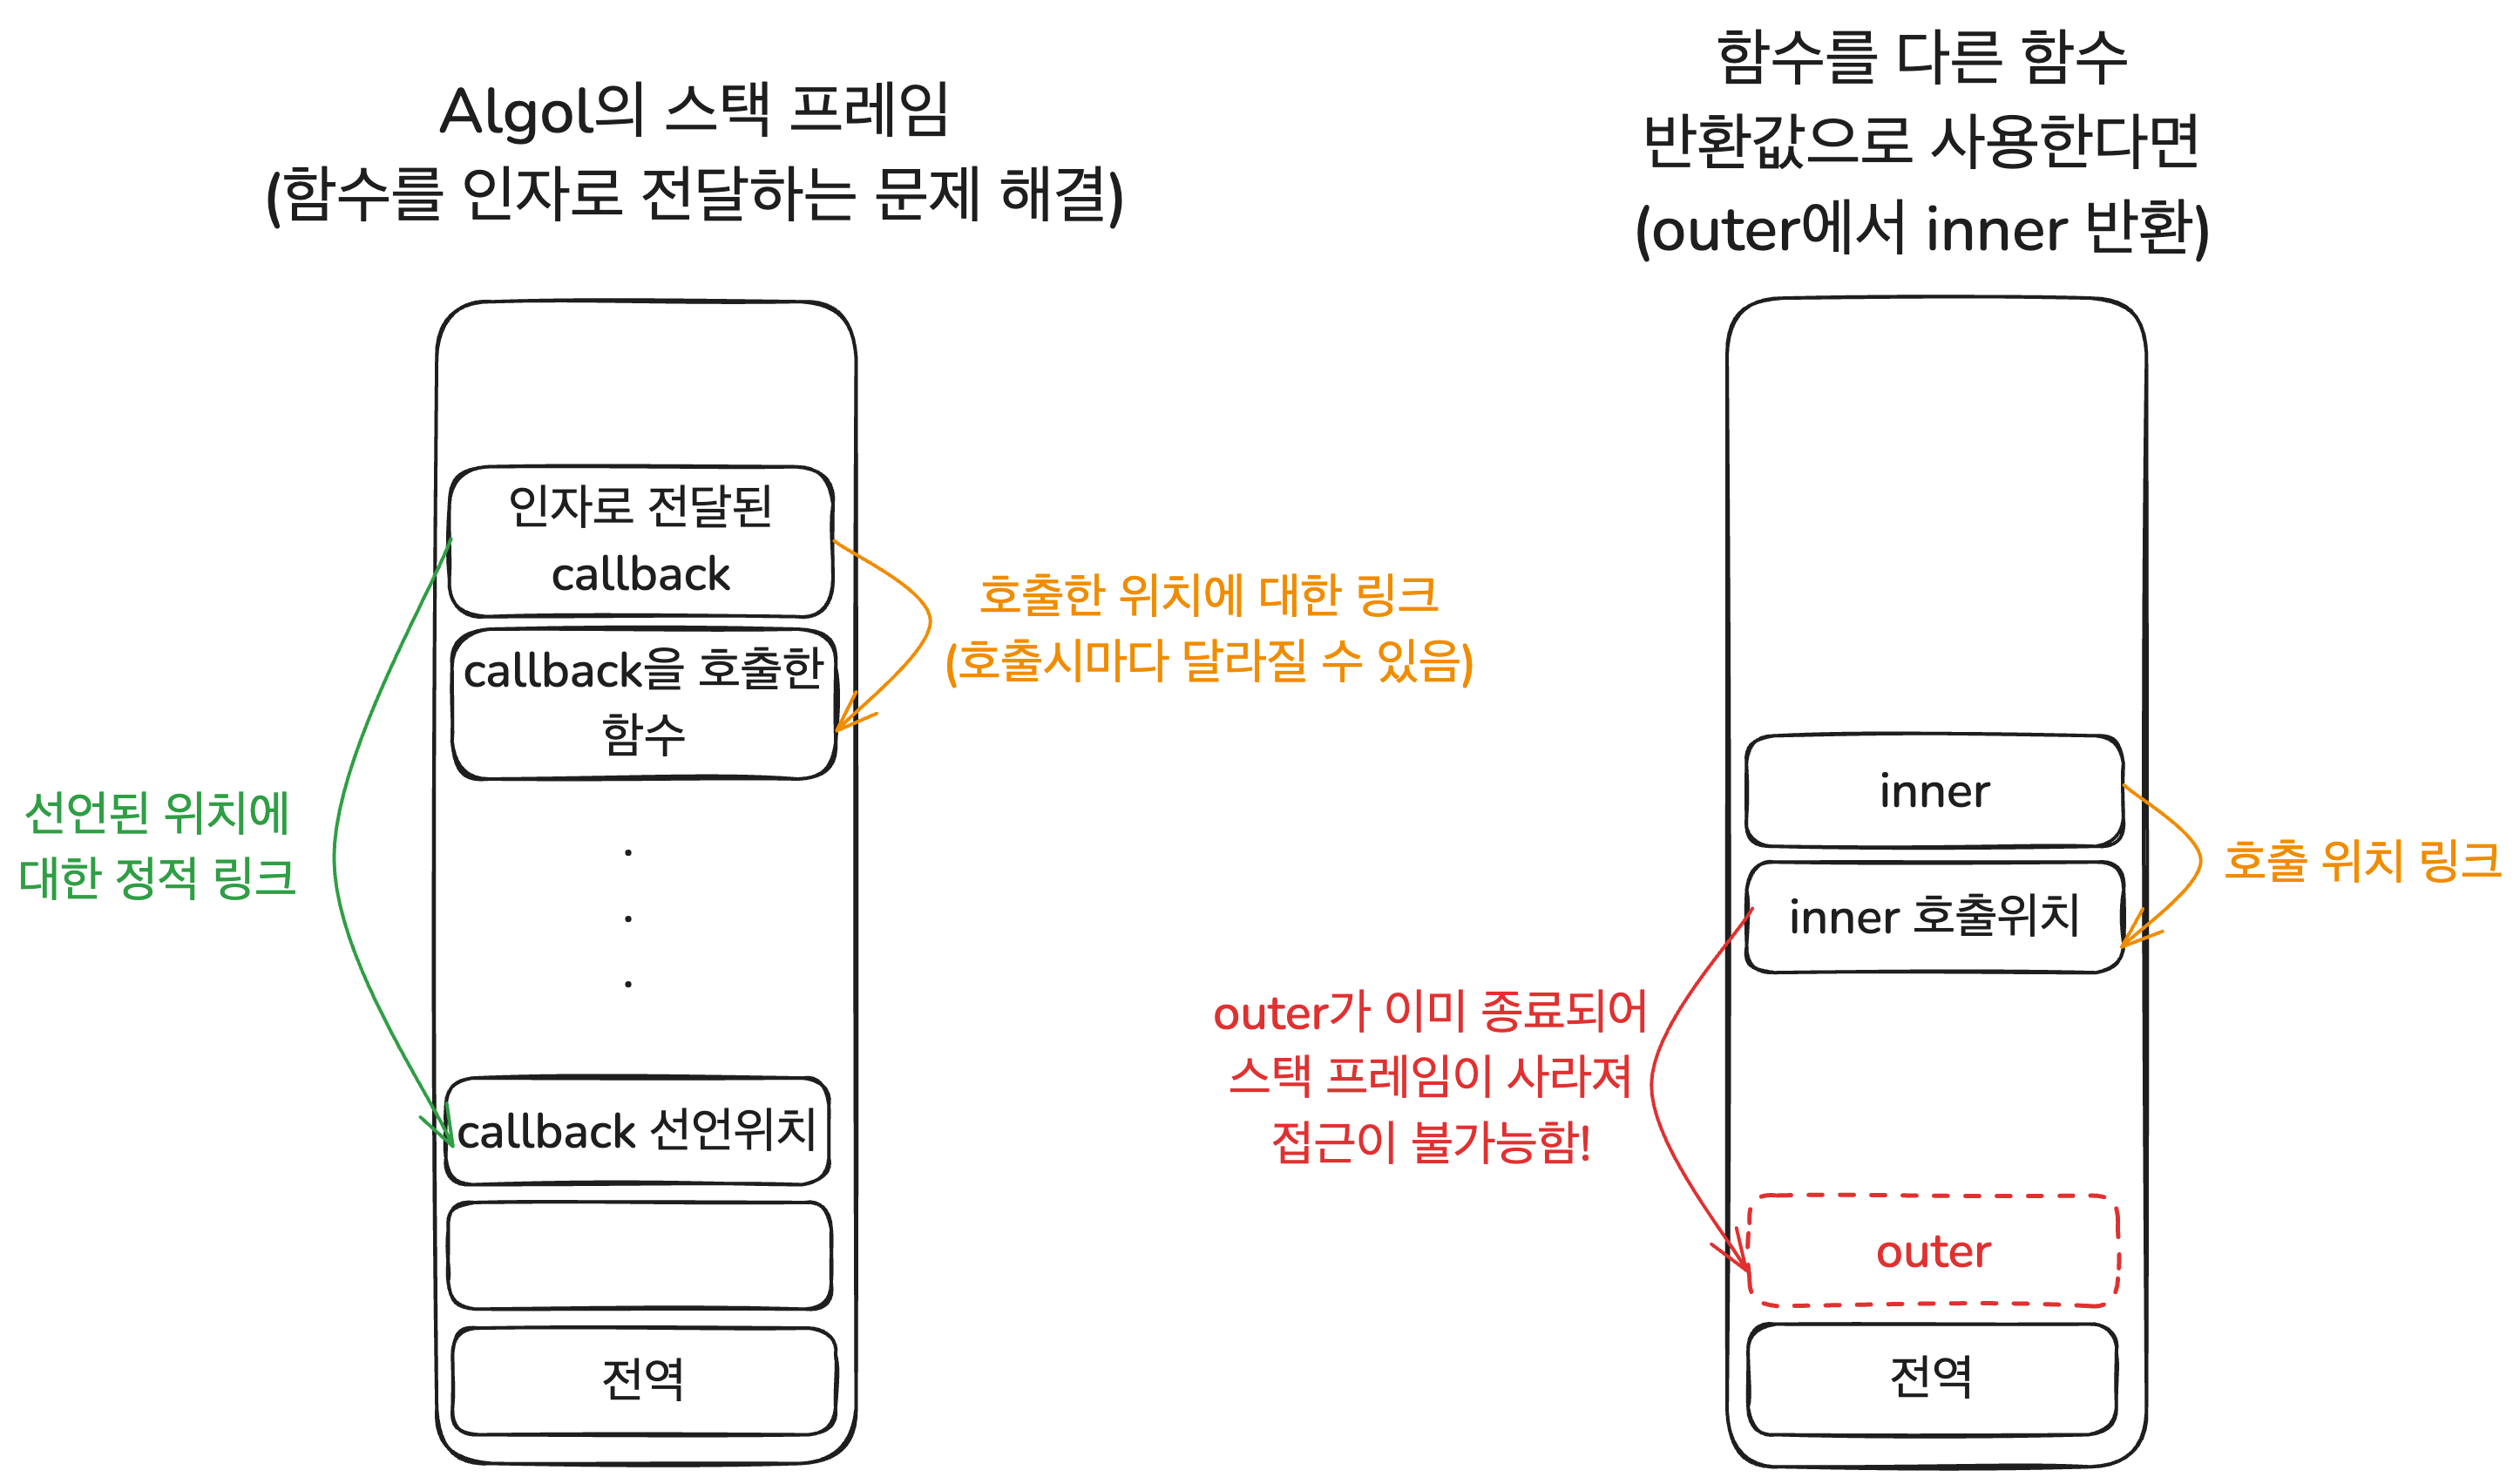 Algol의 스택 프레임
(함수를 인자로 전달하는 문제 해결)
인자로 전달된
callback
callback을 호출한
함수
호출한 위치에 대한 링크
(호출시마다 달라질 수 있음)
선언된 위치에
대한 정적 링크
callback 선언위치
전역
함수를 다른 함수
반환값으로 사용한다면
(outer에서 inner 반환)
inner
inner 호출위치
호출 위치 링크
outer가 이미 종료되어
스택 프레임이 사라져
접근이 불가능함!
outer
전역